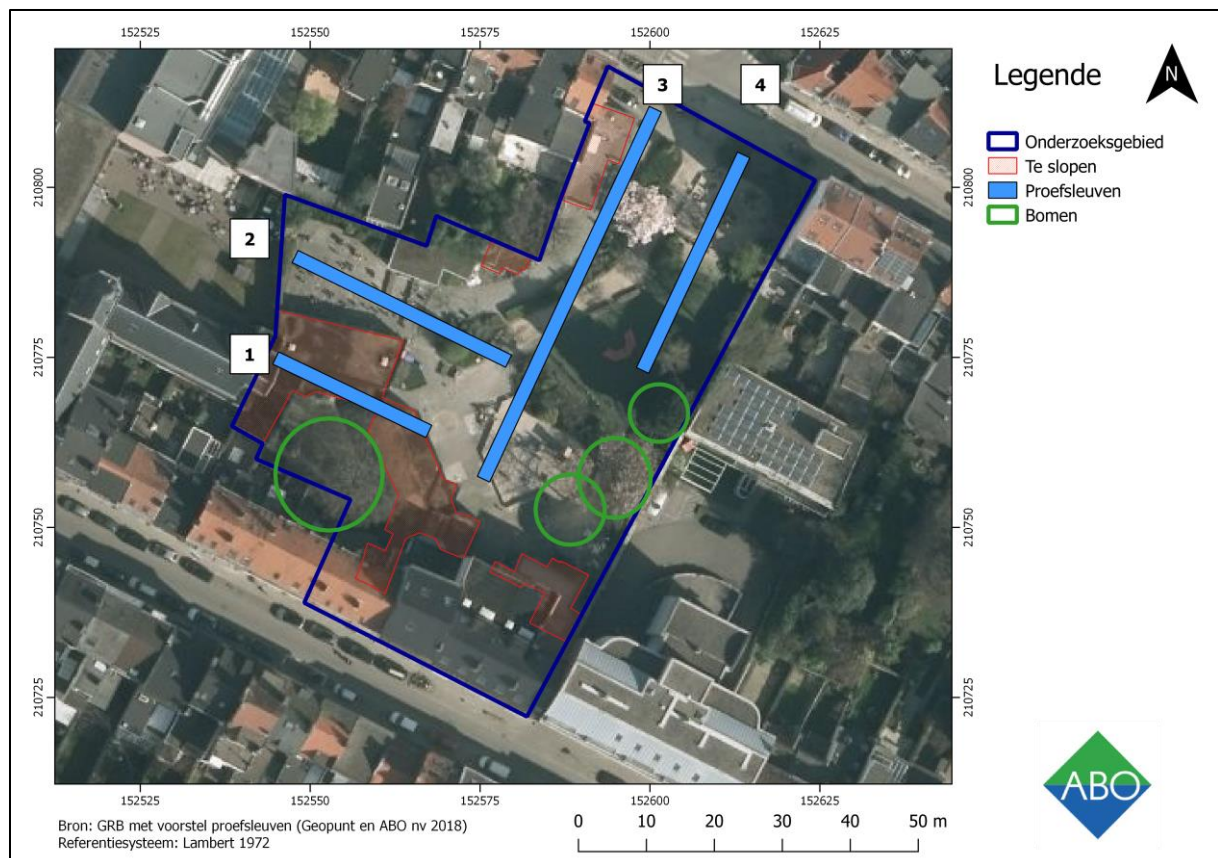 152525 152550 152575 152600 152625
3
4
2
1
210800
210775
210750
210725
210800
210775
210750
210725
152525 152550 152575 152600 152625
Legende
N
Onderzoeksgebied
Te slopen
Proefsleuven
Bomen
Bron: GRB met voorstel proefsleuven (Geopunt en ABO nv 2018)
Referentiesysteem: Lambert 1972
0 10 20 30 40 50 m
ABO